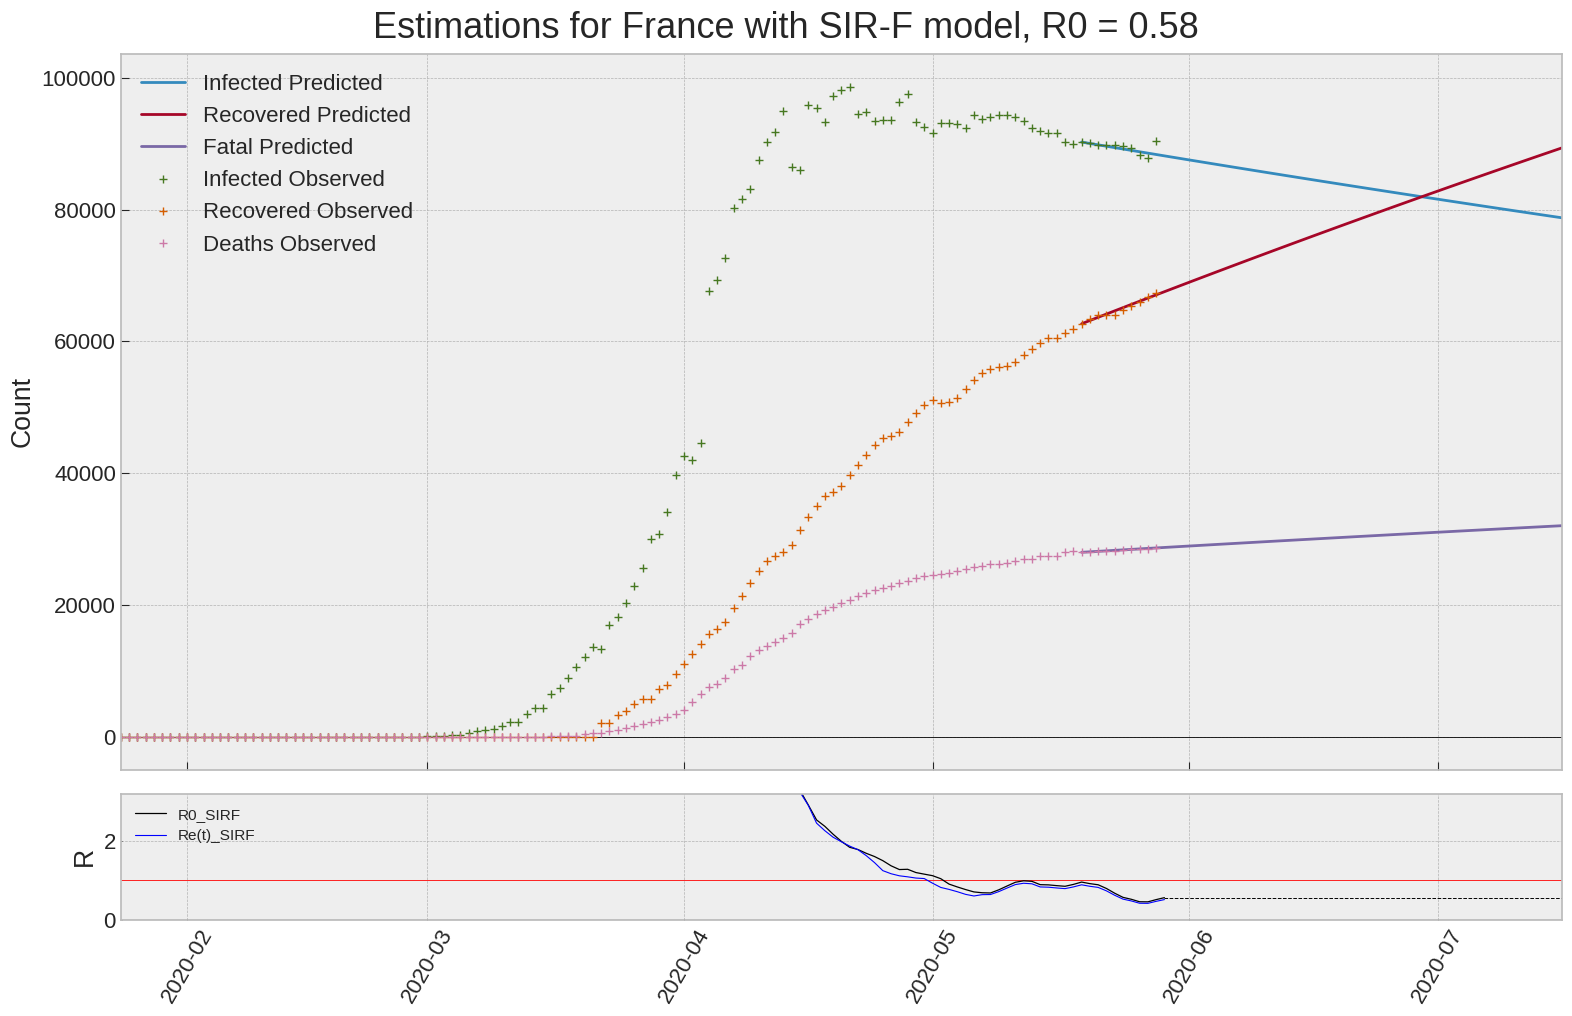 Estimations for France with SIR-F model, R0 = 0.58
100000
80000
60000
40000
20000
0
Count
Infected Predicted
Recovered Predicted
Fatal Predicted
Infected Observed
Recovered Observed
Deaths Observed
2
0
R
R0_SIRF
Re(t)_SIRF
2020-02
2020-03
2020-04
2020-05
2020-06
2020-07